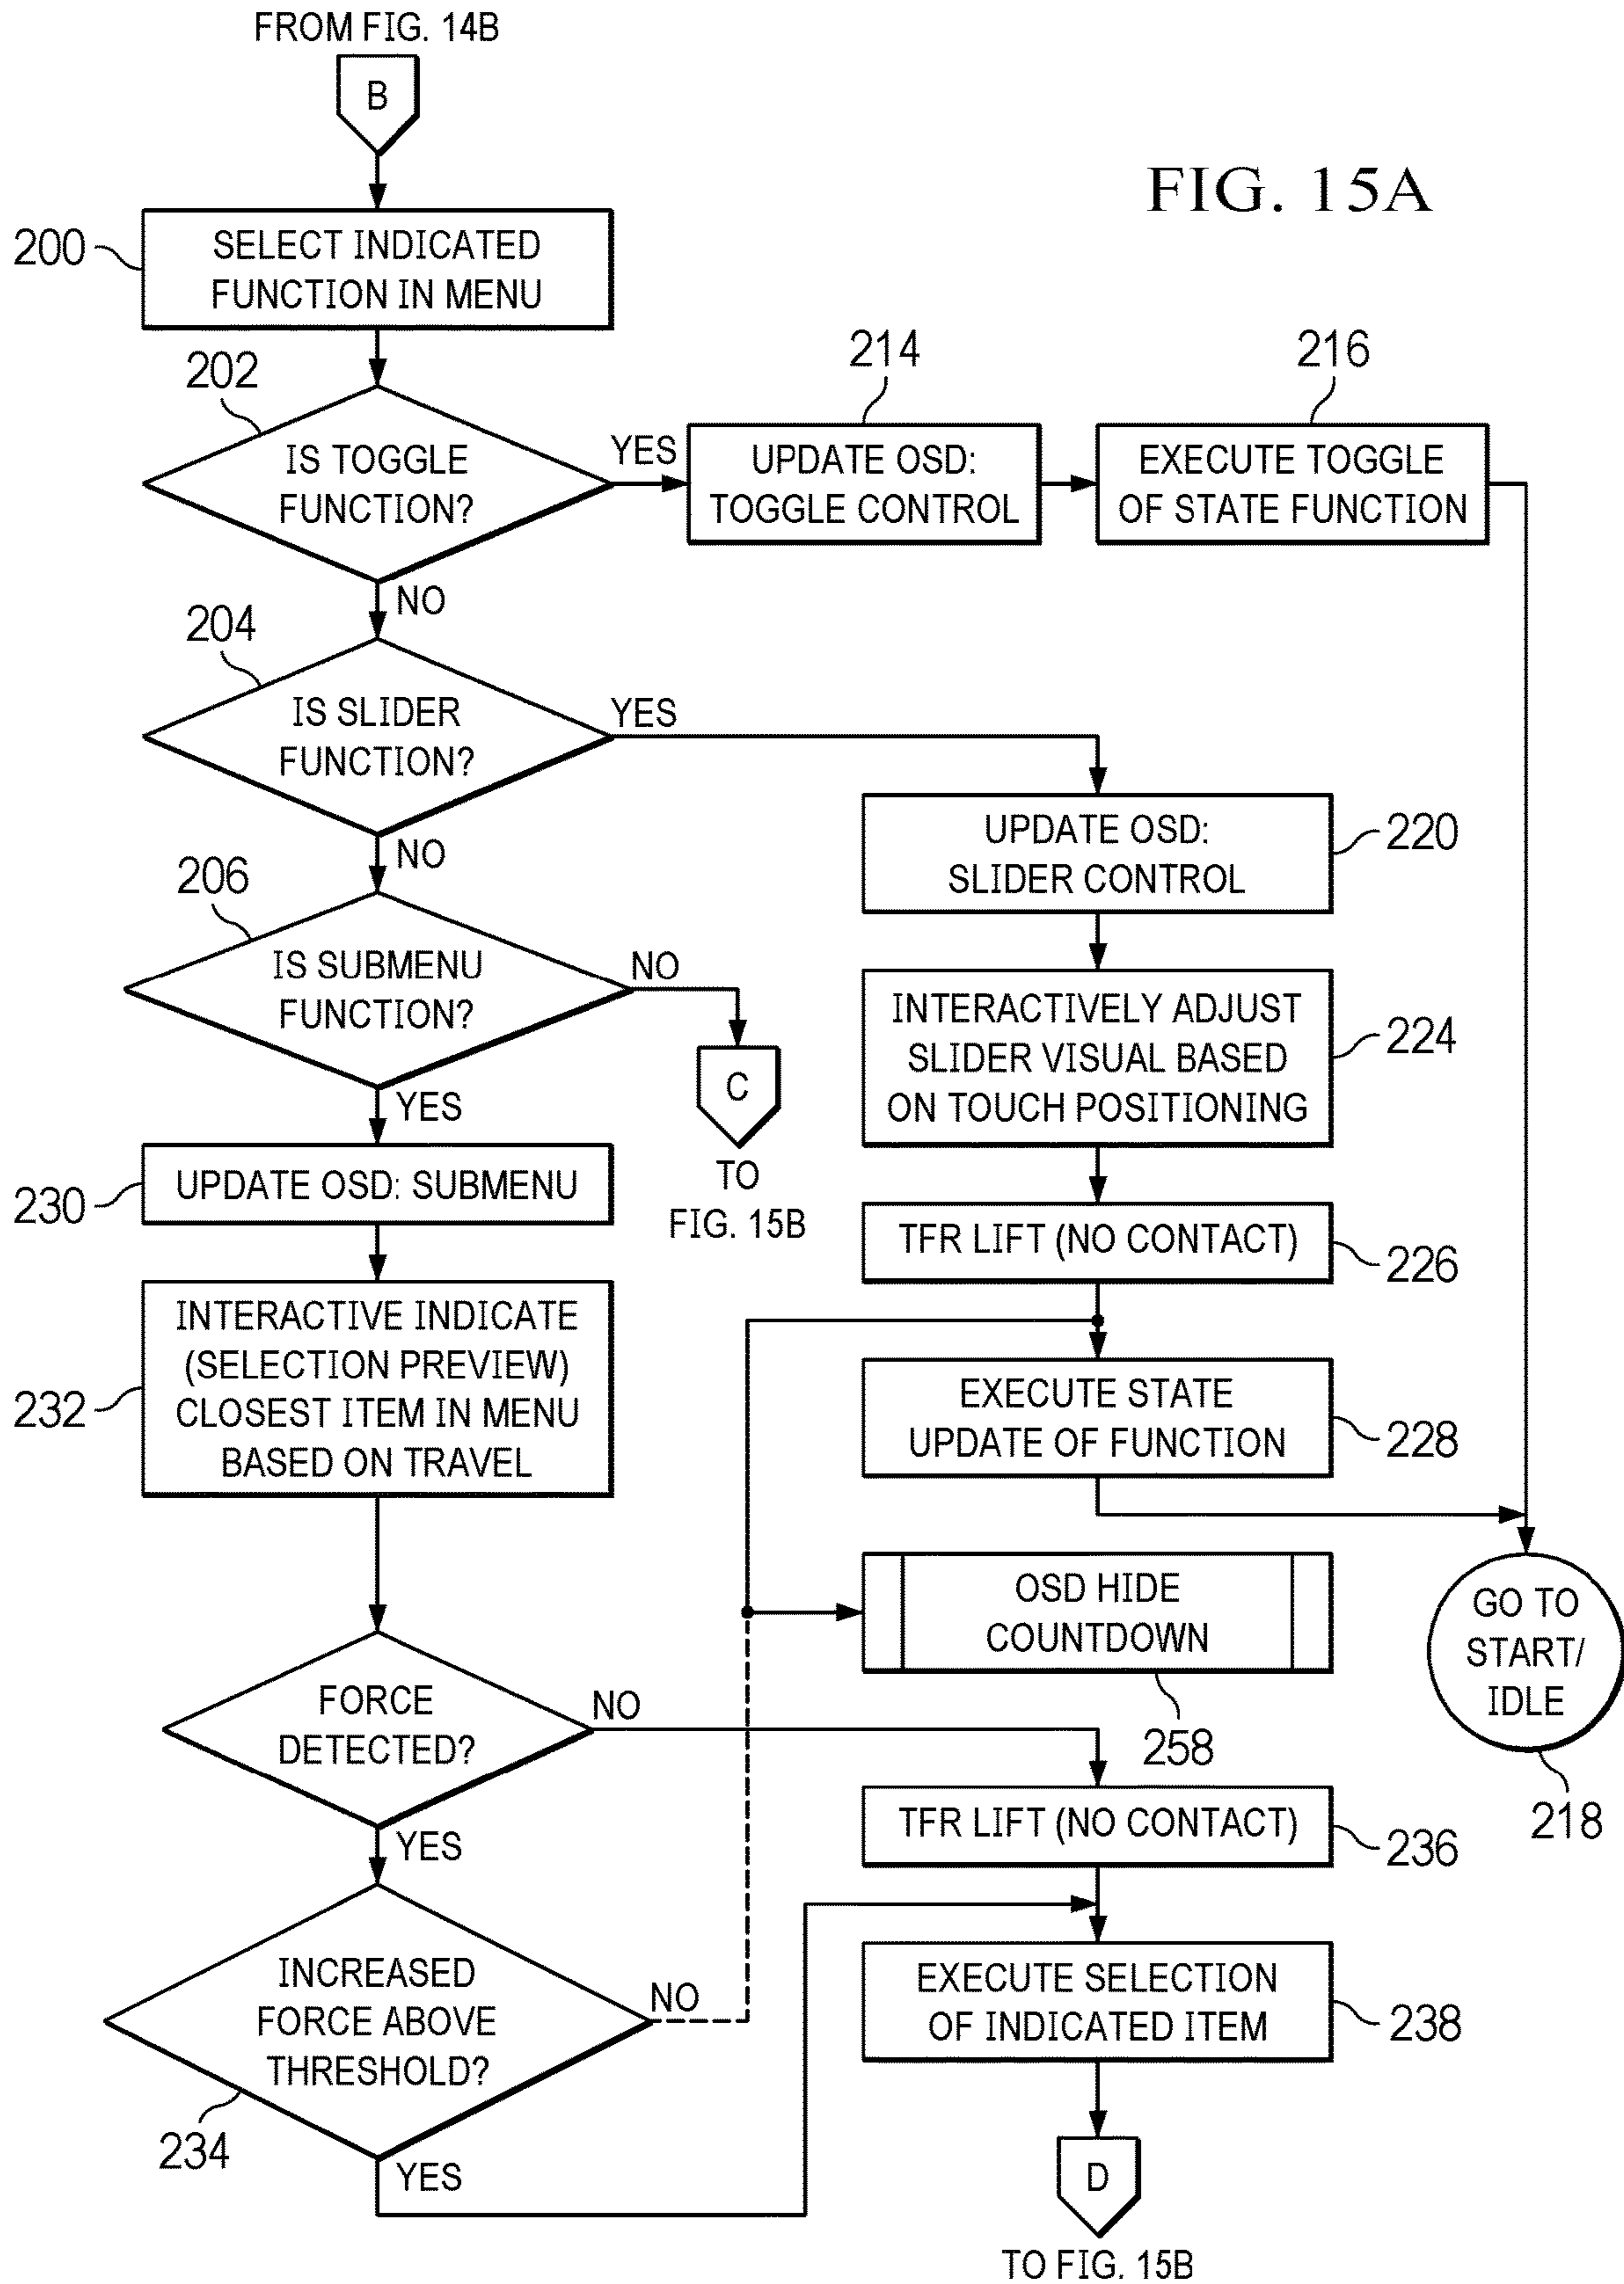 FROM FIG. 14B
B
FIG. 15A
200
SELECT INDICATED
FUNCTION IN MENU
202
IS TOGGLE
FUNCTION?
YES
214
UPDATE OSD:
TOGGLE CONTROL
216
EXECUTE TOGGLE
OF STATE FUNCTION
NO
204
IS SLIDER
FUNCTION?
YES
220
UPDATE OSD:
SLIDER CONTROL
NO
206
IS SUBMENU
FUNCTION?
NO
C
TO
FIG. 15B
224
INTERACTIVELY ADJUST
SLIDER VISUAL BASED
ON TOUCH POSITIONING
YES
230
UPDATE OSD: SUBMENU
TFR LIFT (NO CONTACT)
226
232
INTERACTIVE INDICATE
(SELECTION PREVIEW)
CLOSEST ITEM IN MENU
BASED ON TRAVEL
EXECUTE STATE
UPDATE OF FUNCTION
228
OSD HIDE
COUNTDOWN
258
GO TO
START/
IDLE
218
FORCE
DETECTED?
NO
TFR LIFT (NO CONTACT)
236
YES
INCREASED
FORCE ABOVE
THRESHOLD?
NO
234
YES
EXECUTE SELECTION
OF INDICATED ITEM
238
D
TO FIG. 15B